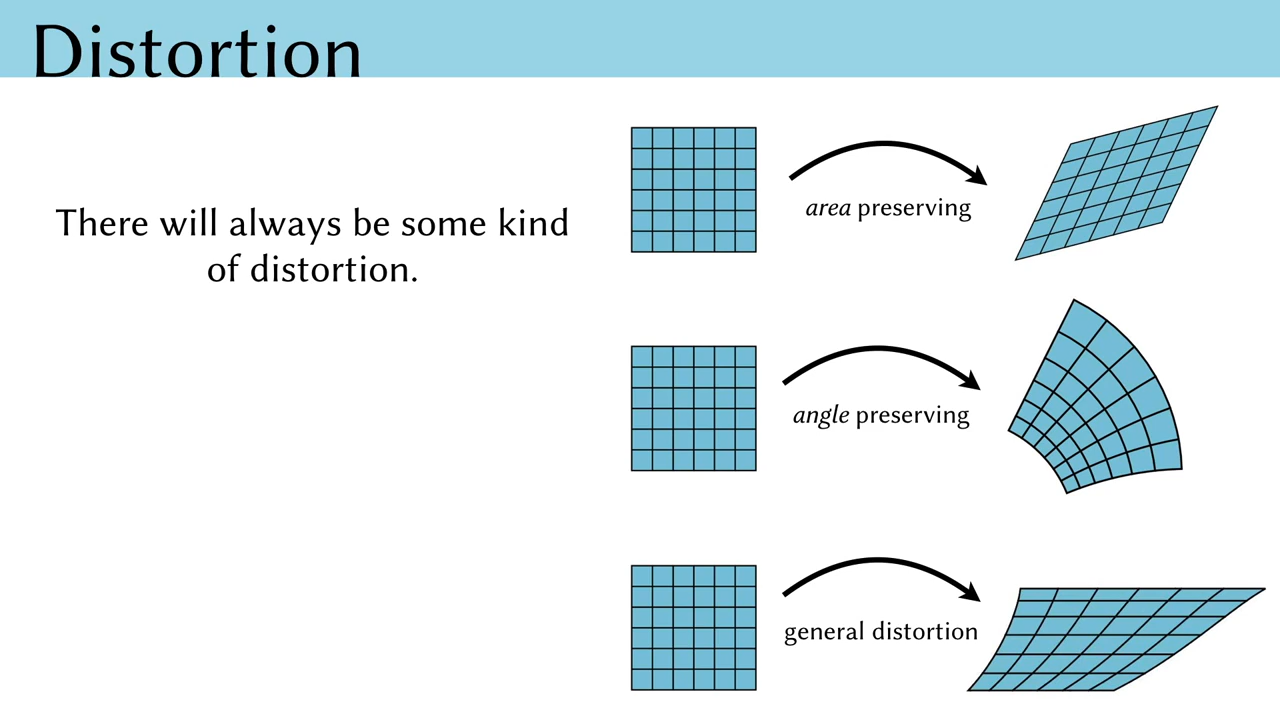 Distortion
There will always be some kind
of distortion.
area preserving
angle preserving
general distortion